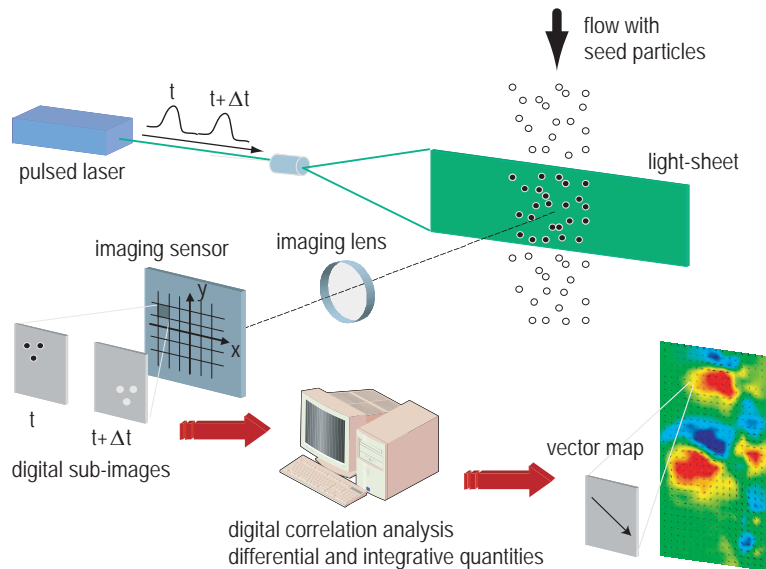 flow with
seed particles
t
t+Δt
pulsed laser
light-sheet
imaging sensor
imaging lens
y
x
t
t+Δt
digital sub-images
vector map
digital correlation analysis
differential and integrative quantities